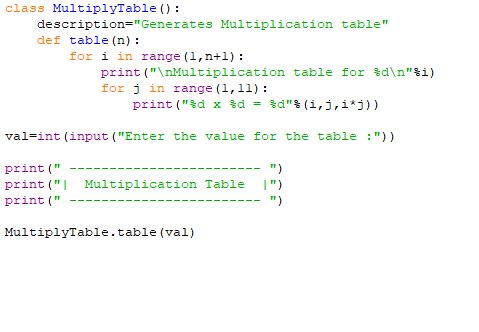 class MultiplyTable():
    description="Generates Multiplication table"
    def table(n):
        for i in range(1,n+1):
            print("\nMultiplication table for %d\n"%i)
            for j in range(1,11):
                print("%d x %d = %d"%(i,j,i*j))
val=int(input("Enter the value for the table :"))
print(" ------------------------ ")
print("|  Multiplication Table  |")
print(" ------------------------ ")
MultiplyTable.table(val)